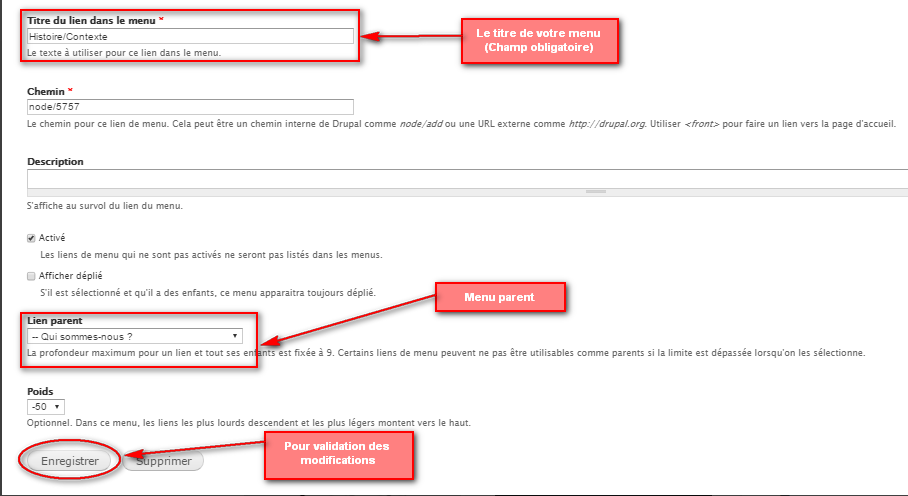 Titre du lien dans le menu *
Histoire/Contexte
Le texte à utiliser pour ce lien dans le menu.
Le titre de votre menu
(Champ obligatoire)
Chemin *
node/5757
Le chemin pour ce lien de menu. Cela peut être un chemin interne de Drupal comme node/add ou une URL externe comme http://drupal.org. Utiliser <front> pour faire un lien vers la page d'accueil.
Description
S'affiche au survol du lien du menu.
Activé
Les liens de menu qui ne sont pas activés ne seront pas listés dans les menus.
Afficher déplié
S'il est sélectionné et qu'il a des enfants, ce menu apparaitra toujours déplié.
Menu parent
Lien parent
-- Qui sommes-nous ?
La profondeur maximum pour un lien et tout ses enfants est fixée à 9. Certains liens de menu peuvent ne pas être utilisables comme parents si la limite est dépassée lorsqu'on les sélectionne.
Poids
-50
Optionnel. Dans ce menu, les liens les plus lourds descendent et les plus légers montent vers le haut.
Pour validation des
modifications
Enregistrer
Supprimer